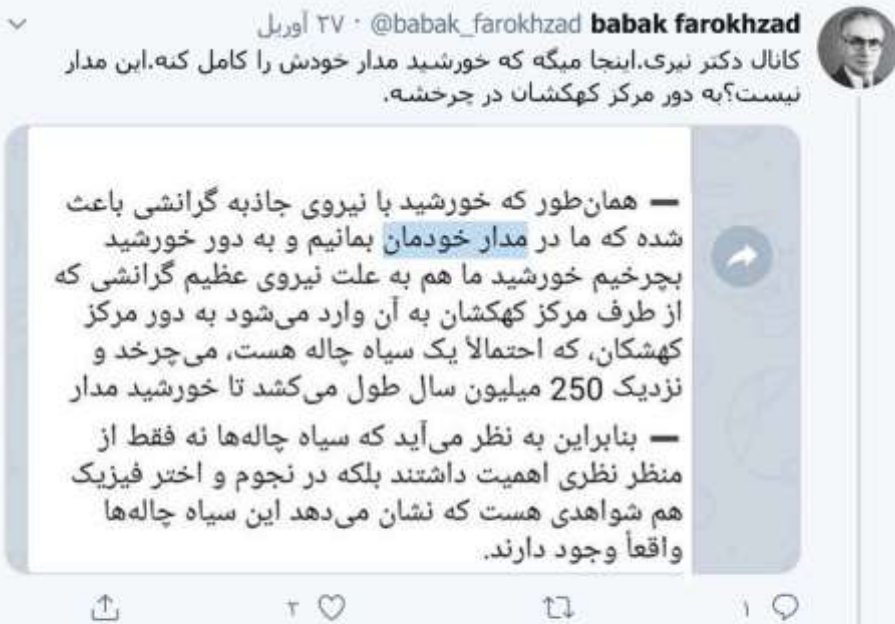 babak farokhzad @babak_farokhzad · ۲۷ آوریل
کانال دکتر نیری.اینجا میگه که خورشید مدار خودش را کامل کنه.این مدار
نیست؟به دور مرکز کهکشان در چرخشه.
— همان‌طور که خورشید با نیروی جاذبه گرانشی باعث
شده که ما در مدار خودمان بمانیم و به دور خورشید
بچرخیم خورشید ما هم به علت نیروی عظیم گرانشی که
از طرف مرکز کهکشان به آن وارد می‌شود به دور مرکز
کهشکان، که احتمالاً یک سیاه چاله هست، می‌چرخد و
نزدیک 250 میلیون سال طول می‌کشد تا خورشید مدار
— بنابراین به نظر می‌آید که سیاه چاله‌ها نه فقط از
منظر نظری اهمیت داشتند بلکه در نجوم و اختر فیزیک
هم شواهدی هست که نشان می‌دهد این سیاه چاله‌ها
واقعاً وجود دارند.
۱ ۲